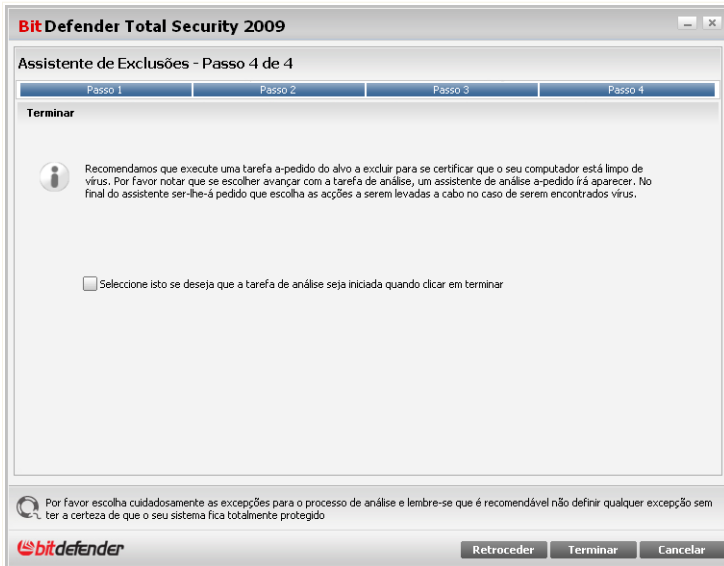 BitDefender Total Security 2009
Assistente de Exclusões - Passo 4 de 4
Passo 1 Passo 2 Passo 3 Passo 4
Terminar
Recomendamos que execute uma tarefa a-pedido do alvo a excluir para se certificar que o seu computador está limpo de
vírus. Por favor notar que se escolher avançar com a tarefa de análise, um assistente de análise a-pedido irá aparecer. No
final do assistente ser-lhe-á pedido que escolha as acções a serem levadas a cabo no caso de serem encontrados vírus.
Seleccione isto se deseja que a tarefa de análise seja iniciada quando clicar em terminar
Por favor escolha cuidadosamente as excepções para o processo de análise e lembre-se que é recomendável não definir qualquer excepção sem
ter a certeza de que o seu sistema fica totalmente protegido
bitdefender Retroceder Terminar Cancelar